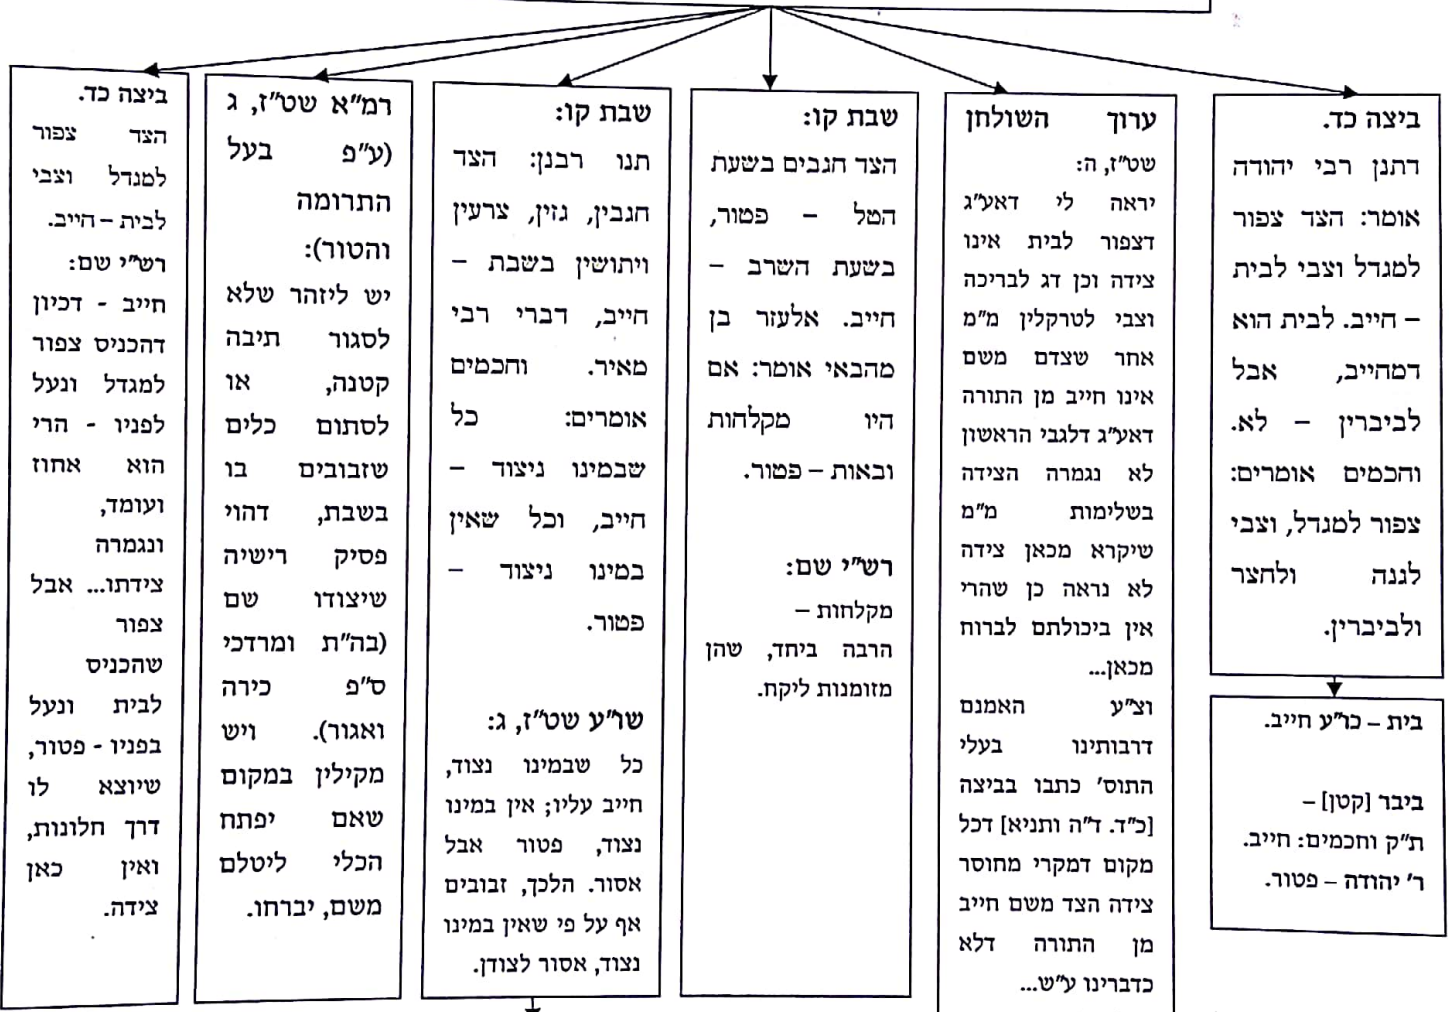 ביצה כד.
דתנן רבי יהודה
אומר: הצד צפור
למגדל וצבי לבית
– חייב. לבית הוא
דמחייב, אבל
לביברין – לא.
וחכמים אומרים:
צפור למגדל, וצבי
לגנה ולחצר
ולביברין.
בית – כו"ע חייב.
ביבר [קטן] –
ת"ק וחכמים: חייב.
ר' יהודה – פטור.
ערוך השולחן
שט"ז, ה:
יראה לי דאע"ג
דצפור לבית אינו
צידה וכן דג לבריכה
וצבי לטרקלין מ"מ
אחר שצדם משם
אינו חייב מן התורה
דאע"ג דלגבי הראשון
לא נגמרה הצידה
בשלימות מ"מ
שיקרא מכאן צידה
לא נראה כן שהרי
אין ביכולתם לברוח
מכאן...
וצ"ע האמנם
דרבותינו בעלי
התוס' כתבו בביצה
[כ"ד. ד"ה ותניא] דכל
מקום דמקרי מחוסר
צידה הצד משם חייב
מן התורה דלא
כדברינו ע"ש...
שבת קו:
הצד חגבים בשעת
הטל – פטור,
בשעת השרב –
חייב. אלעזר בן
מהבאי אומר: אם
היו מקלחות
ובאות – פטור.
רש"י שם:
מקלחות –
הרבה ביחד, שהן
מזומנות ליקח.
שבת קו:
תנו רבנן: הצד
חגבין, גזין, צרעין
ויתושין בשבת –
חייב, דברי רבי
מאיר. וחכמים
אומרים: כל
שבמינו ניצוד –
חייב, וכל שאין
במינו ניצוד –
פטור.
שו"ע שט"ז, ג:
כל שבמינו נצוד,
חייב עליו; אין במינו
נצוד, פטור אבל
אסור. הלכך, זבובים
אף על פי שאין במינו
נצוד, אסור לצודן.
רמ"א שט"ז, ג
(ע"פ בעל
התרומה
והטור):
יש ליזהר שלא
לסגור תיבה
קטנה, או
לסתום כלים
שזבובים בו
בשבת, דהוי
פסיק רישיה
שיצודו שם
(בה"ת ומרדכי
ס"פ כירה
ואגור). ויש
מקילין במקום
שאם יפתח
הכלי ליטלם
משם, יברחו.
ביצה כד.
הצד צפור
למגדל וצבי
לבית – חייב.
רש"י שם:
חייב - דכיון
דהכניס צפור
למגדל ונעל
לפניו - הרי
הוא אחוז
ועומד,
ונגמרה
צידתו... אבל
צפור
שהכניס
לבית ונעל
בפניו - פטור,
שיוצא לו
דרך חלונות,
ואין כאן
צידה.